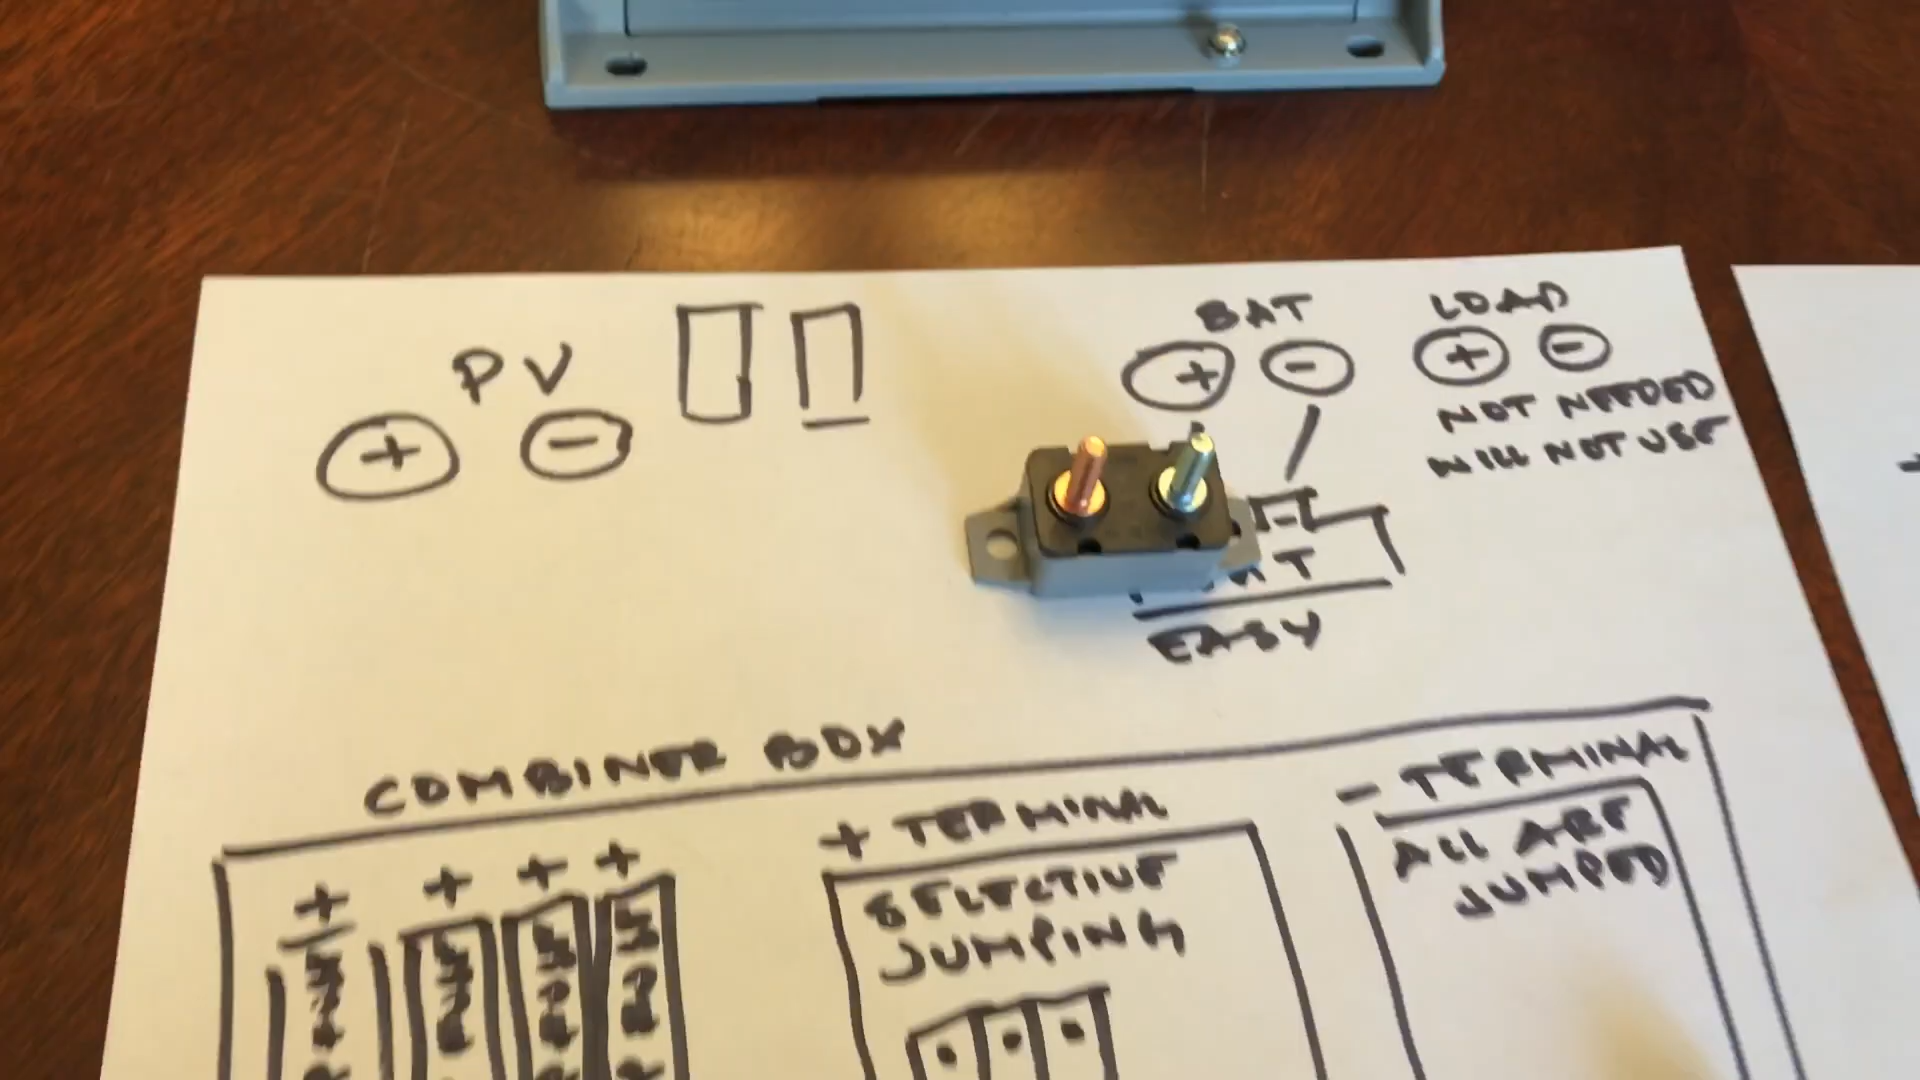 PV
+ -
BAT
+ -
LOAD
+ -
NOT NEEDED
WILL NOT USE
EASY
COMBINER BOX
+ + + +
+ TERMINAL
SELECTIVE
JUMPING
- TERMINAL
ALL ARE
JUMPED